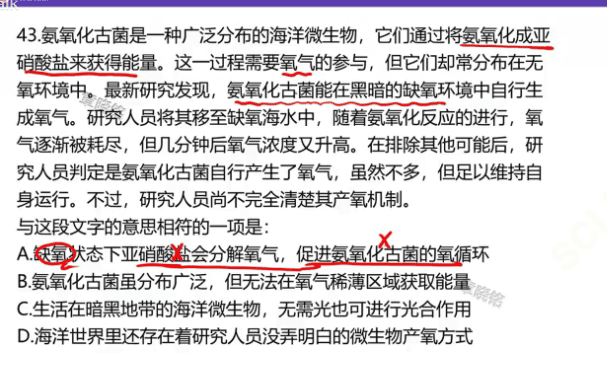 43.氨氧化古菌是一种广泛分布的海洋微生物，它们通过将氨氧化成亚
硝酸盐来获得能量。这一过程需要氧气的参与，但它们却常分布在无
氧环境中。最新研究发现，氨氧化古菌能在黑暗的缺氧环境中自行生
成氧气。研究人员将其移至缺氧海水中，随着氨氧化反应的进行，氧
气逐渐被耗尽，但几分钟后氧气浓度又升高。在排除其他可能后，研
究人员判定是氨氧化古菌自行产生了氧气，虽然不多，但足以维持自
身运行。不过，研究人员尚不完全清楚其产氧机制。
与这段文字的意思相符的一项是：
A.缺氧状态下亚硝酸盐会分解氧气，促进氨氧化古菌的氧循环
B.氨氧化古菌虽分布广泛，但无法在氧气稀薄区域获取能量
C.生活在暗黑地带的海洋微生物，无需光也可进行光合作用
D.海洋世界里还存在着研究人员没弄明白的微生物产氧方式